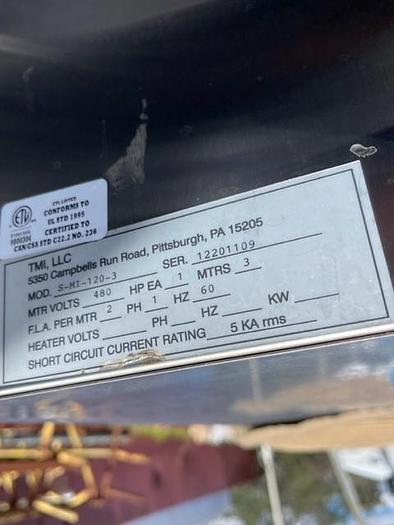 ETL LISTED
CONFORMS TO
UL STD 1995
CERTIFIED TO
CAN/CSA STD C22.2 NO. 236
ETL
TMI, LLC
5350 Campbells Run Road, Pittsburgh, PA 15205
MOD. S-MI-120-3 SER. 12201109
MTR VOLTS 480 HP EA 1 MTRS 3
F.L.A. PER MTR 2 PH 1 HZ 60
HEATER VOLTS PH HZ KW
SHORT CIRCUIT CURRENT RATING 5 KA rms